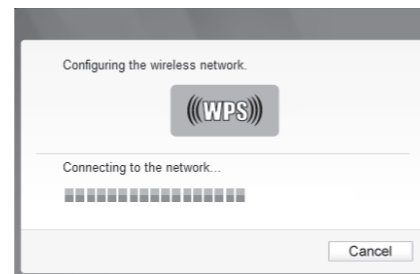 Configuring the wireless network.
WPS
Connecting to the network...
Cancel